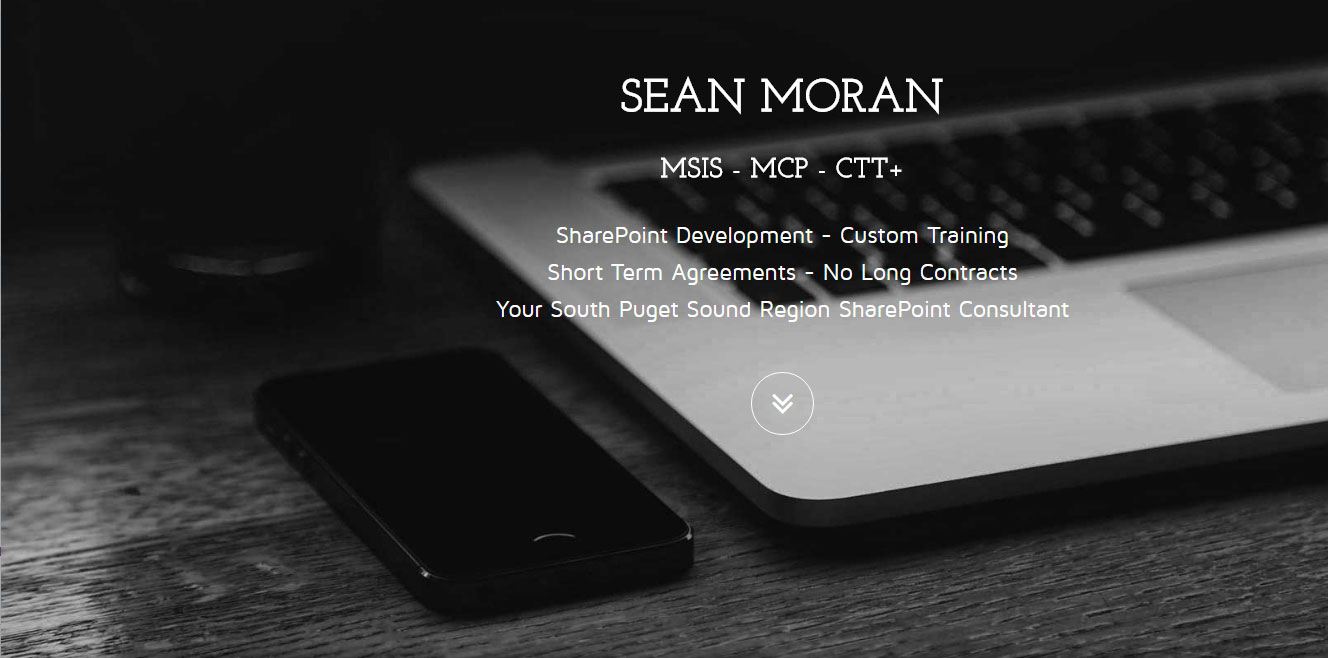 SEAN MORAN
MSIS - MCP - CTT+
SharePoint Development - Custom Training
Short Term Agreements - No Long Contracts
Your South Puget Sound Region SharePoint Consultant